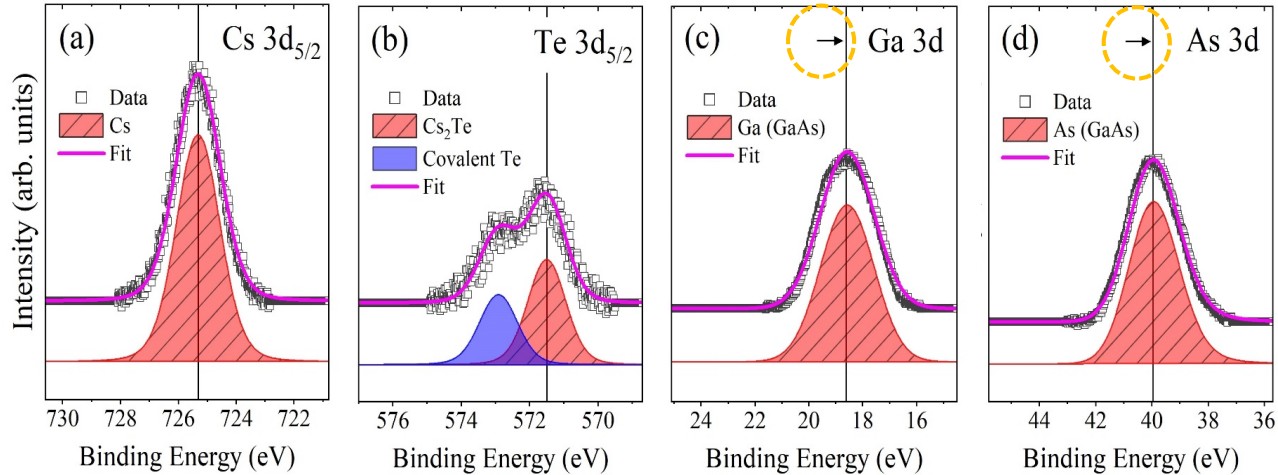 Intensity (arb. units)
(a) Cs 3d5/2
Data
Cs
Fit
730 728 726 724 722
Binding Energy (eV)
(b) Te 3d5/2
Data
Cs2Te
Covalent Te
Fit
576 574 572 570
Binding Energy (eV)
(c) Ga 3d
Data
Ga (GaAs)
Fit
24 22 20 18 16
Binding Energy (eV)
(d) As 3d
Data
As (GaAs)
Fit
44 42 40 38 36
Binding Energy (eV)